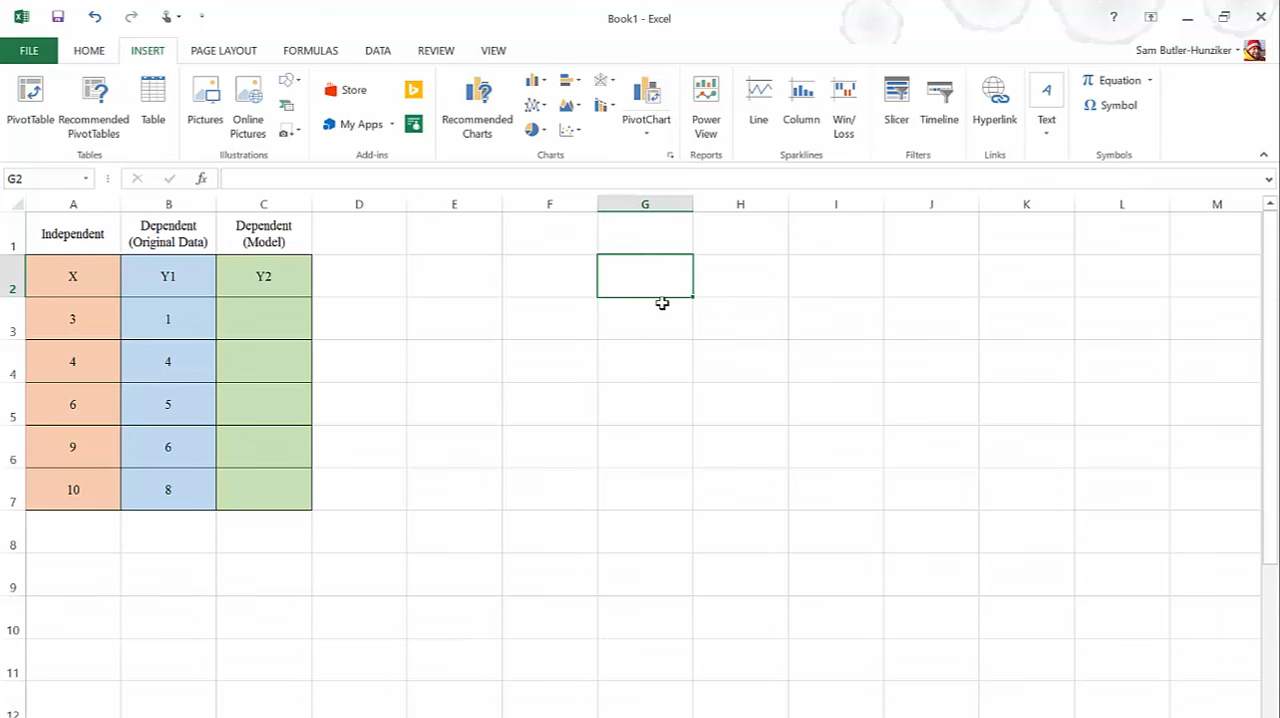 Book1 - Excel
?
FILE HOME INSERT PAGE LAYOUT FORMULAS DATA REVIEW VIEW
Sam Butler-Hunziker
PivotTable
Recommended
PivotTables
Table
Tables
Pictures
Online
Pictures
Illustrations
Store
My Apps
Add-ins
Recommended
Charts
PivotChart
Charts
Power
View
Reports
Line
Column
Win/
Loss
Sparklines
Slicer
Timeline
Filters
Hyperlink
Links
A
Text
π Equation
Ω Symbol
Symbols
G2
fx
A B C D E F G H I J K L M
1
Independent
Dependent
(Original Data)
Dependent
(Model)
2 X Y1 Y2
3 3 1
4 4 4
5 6 5
6 9 6
7 10 8
8
9
10
11
12